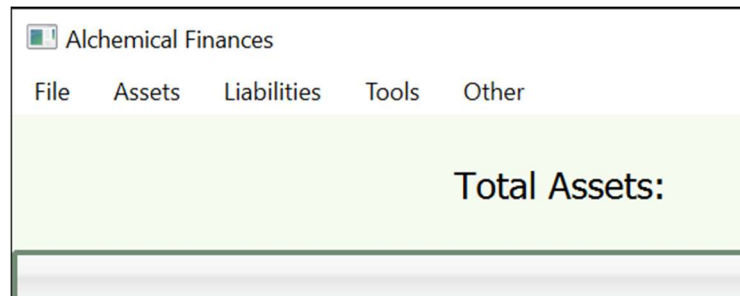 Alchemical Finances
File Assets Liabilities Tools Other
Total Assets: